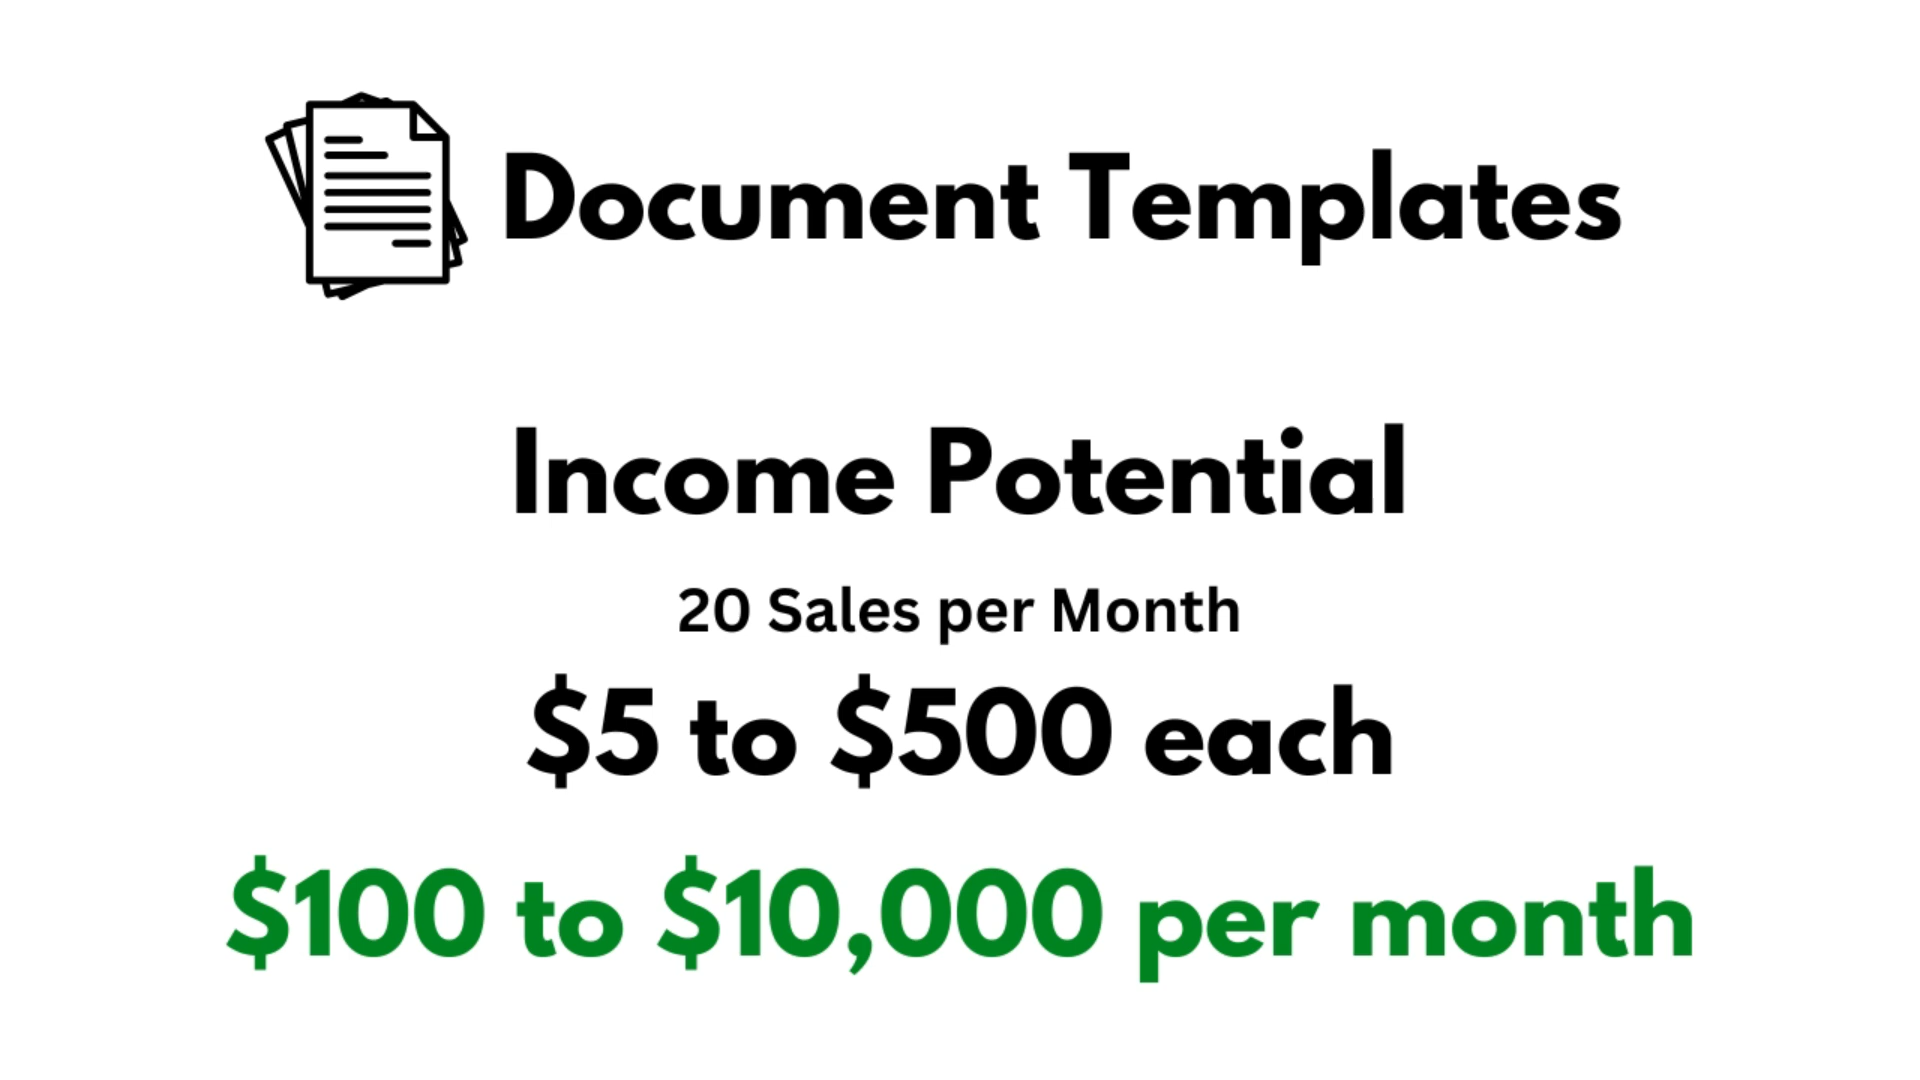 Document Templates
Income Potential
20 Sales per Month
$5 to $500 each
$100 to $10,000 per month